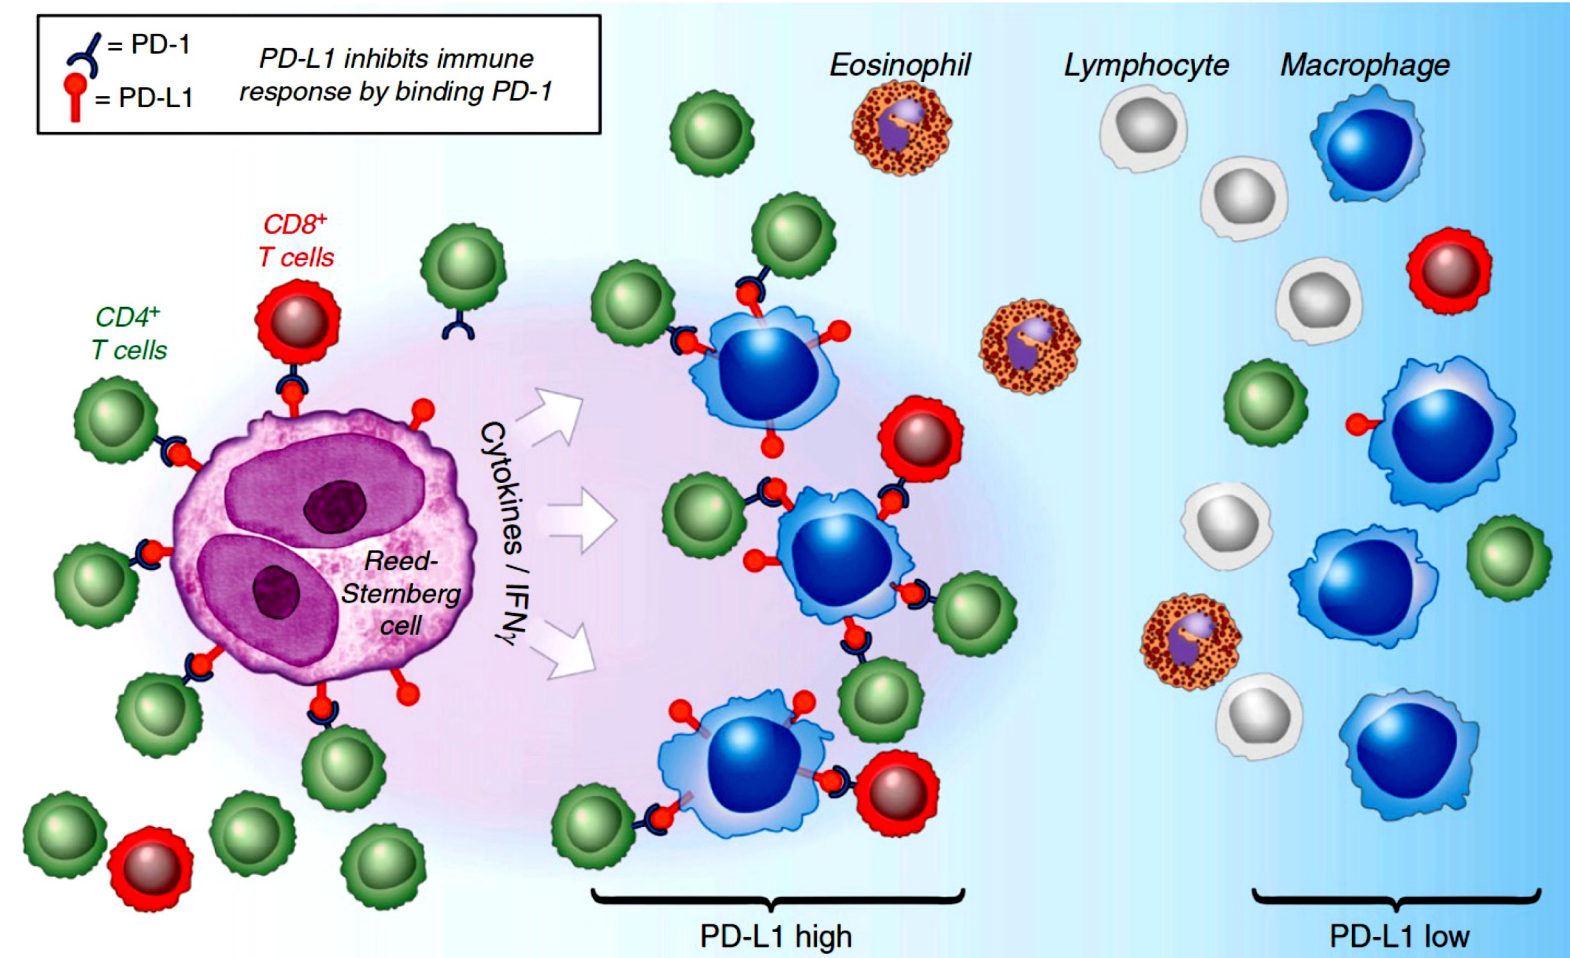 = PD-1
= PD-L1
PD-L1 inhibits immune
response by binding PD-1
Eosinophil
Lymphocyte
Macrophage
CD8⁺
T cells
CD4⁺
T cells
Cytokines / IFNγ
Reed-
Sternberg
cell
PD-L1 high
PD-L1 low